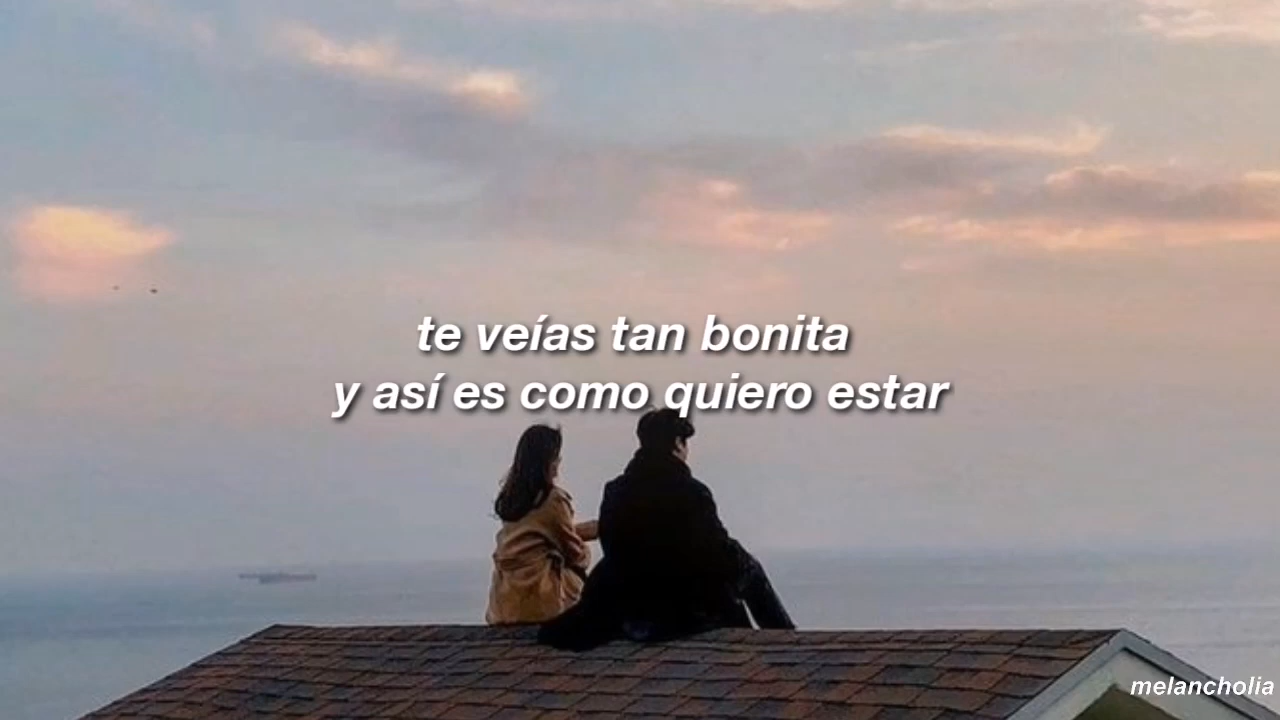 te veías tan bonita
y así es como quiero estar
melancholia